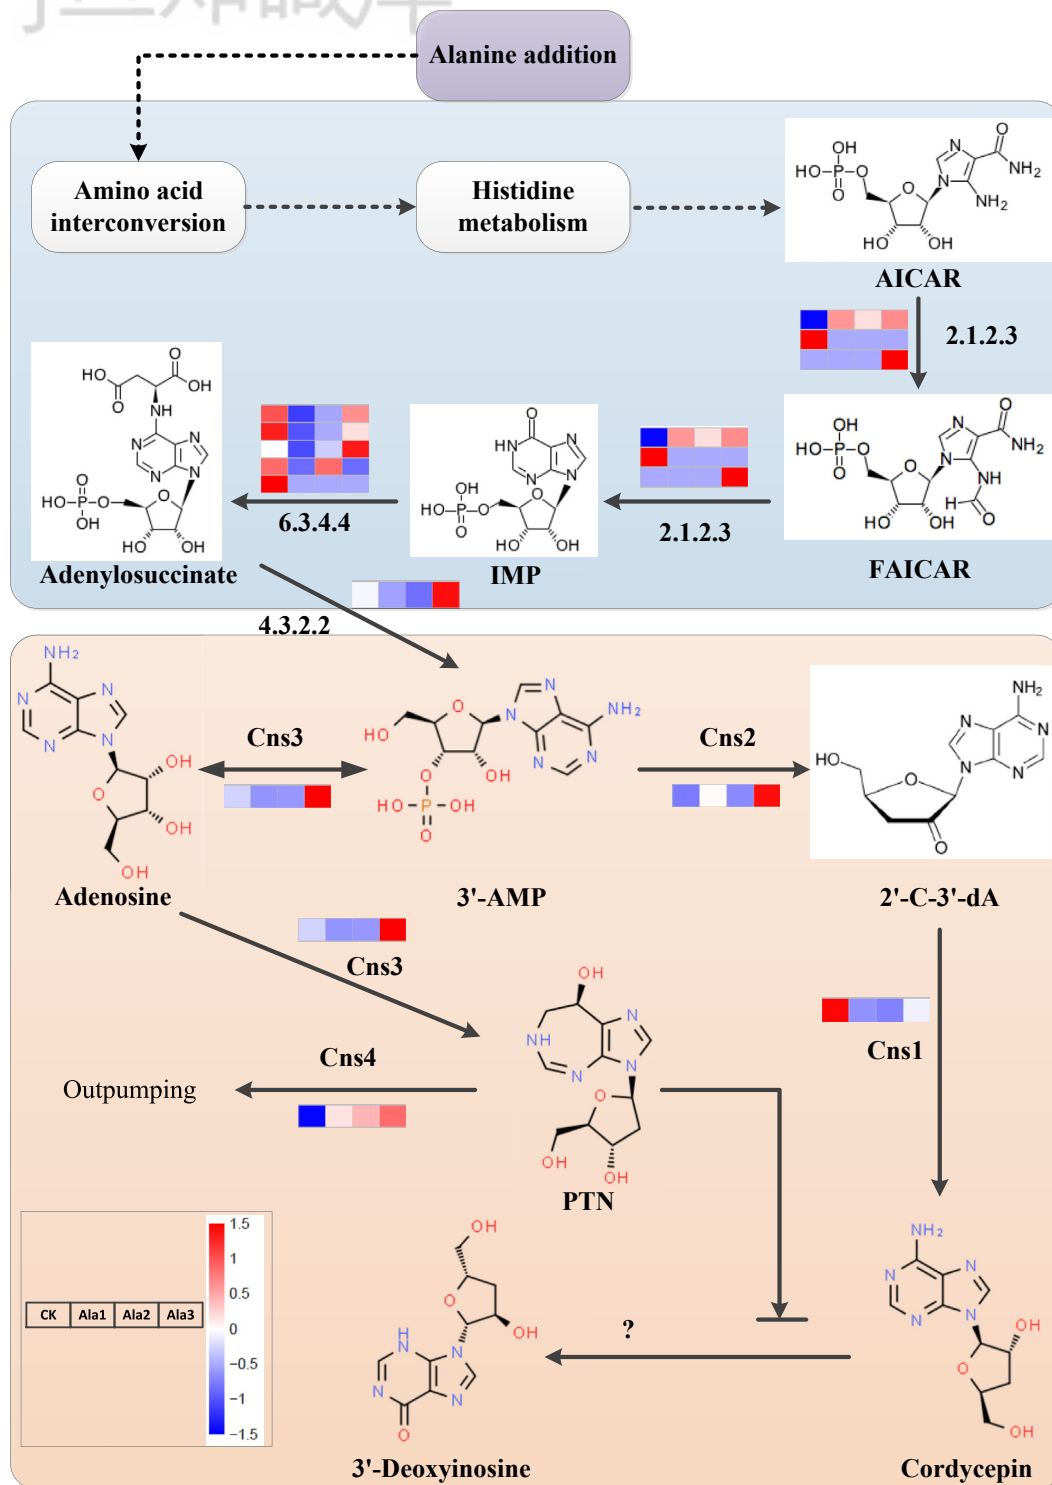 Alanine addition
Amino acid
interconversion
Histidine
metabolism
AICAR
2.1.2.3
FAICAR
2.1.2.3
IMP
6.3.4.4
Adenylosuccinate
4.3.2.2
Adenosine
Cns3
3'-AMP
Cns2
2'-C-3'-dA
Cns3
Cns1
Cns4
Outpumping
PTN
CK Ala1 Ala2 Ala3
1.5
1
0.5
0
−0.5
−1
−1.5
?
3'-Deoxyinosine
Cordycepin